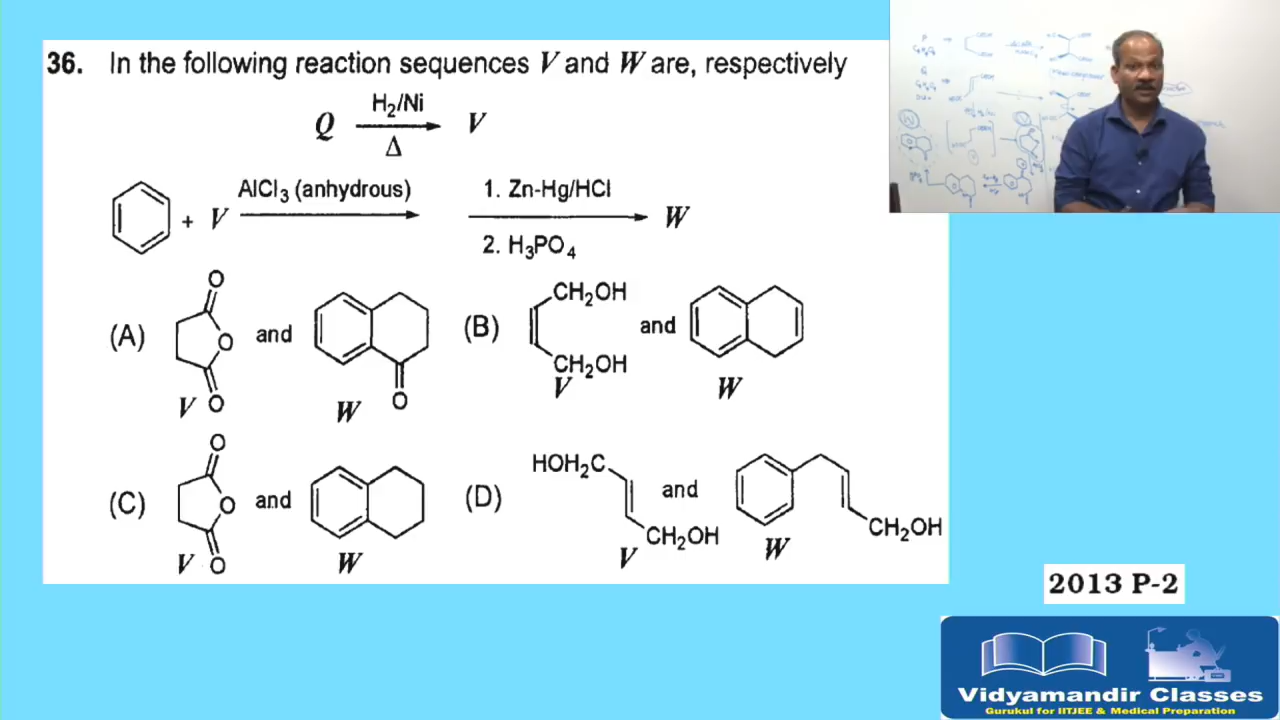 36. In the following reaction sequences V and W are, respectively
Q H₂/Ni Δ V
+ V AlCl₃ (anhydrous) 1. Zn-Hg/HCl 2. H₃PO₄ W
(A) O O O V and W O
(B) CH₂OH CH₂OH V and W
(C) O O O V and W
(D) HOH₂C CH₂OH V and CH₂OH W
2013 P-2
Vidyamandir Classes
Gurukul for IITJEE & Medical Preparation